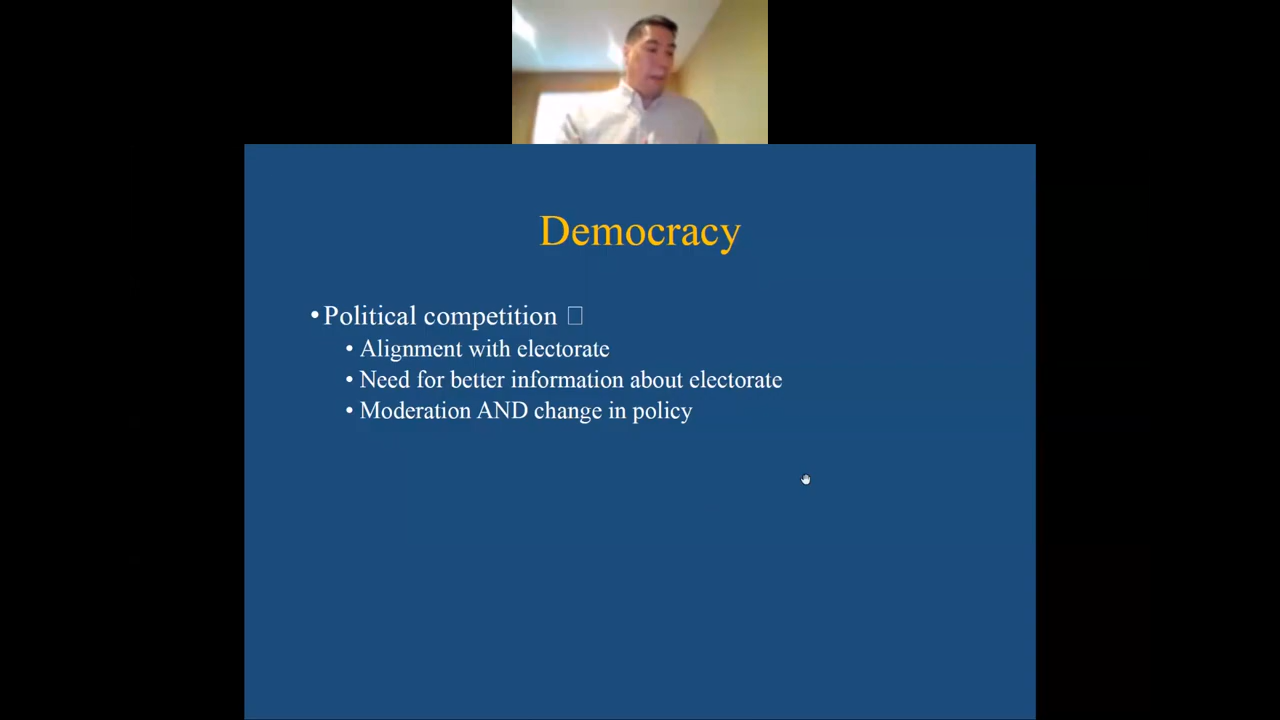 Democracy
•Political competition □
• Alignment with electorate
• Need for better information about electorate
• Moderation AND change in policy